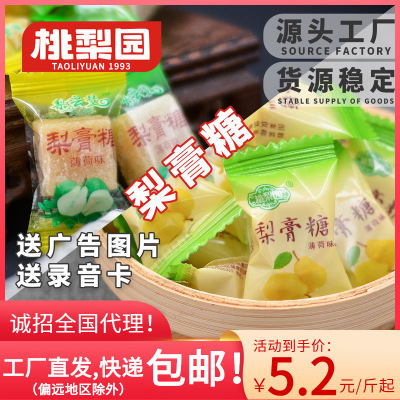 桃梨园
TAOLIYUAN 1993
源头工厂
SOURCE FACTORY
货源稳定
STABLE SUPPLY OF GOODS
梨膏糖
薄荷味
梨膏糖
梨膏糖
薄荷味
膏糖
薄荷味
送广告图片
送录音卡
诚招全国代理!
工厂直发,快递
(偏远地区除外)
包邮!
活动到手价:
¥5.2元/斤起